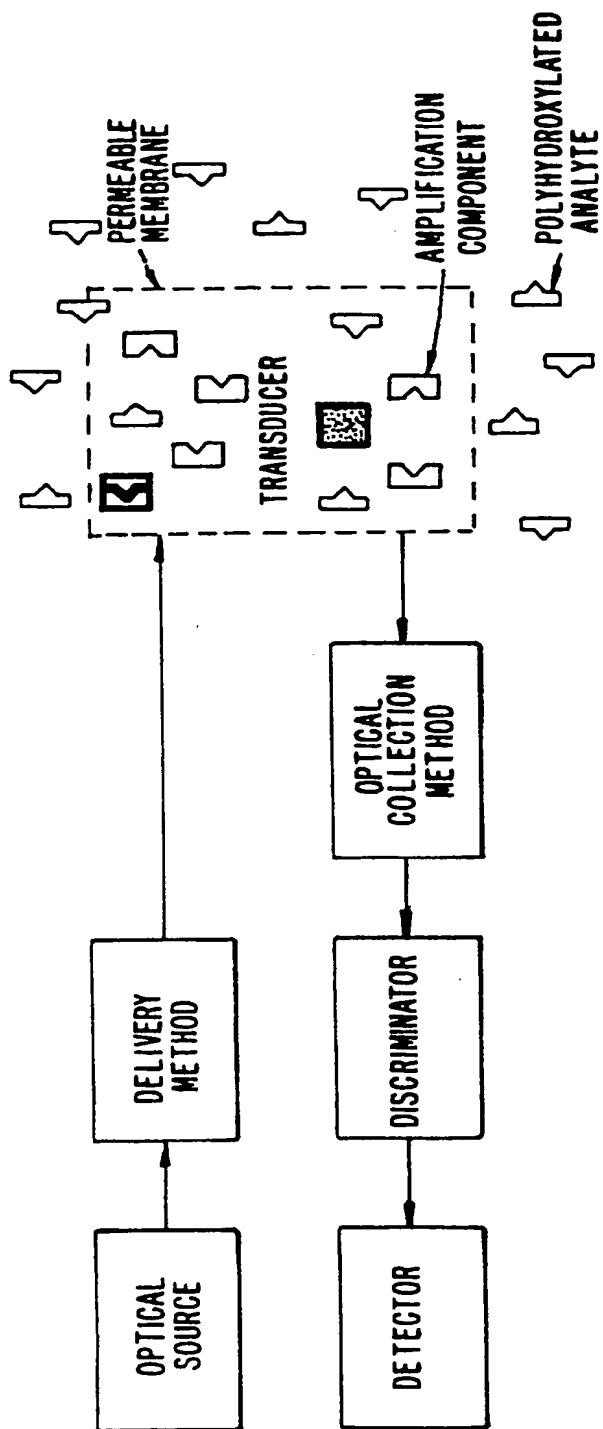 OPTICAL
SOURCE
DELIVERY
METHOD
PERMEABLE
MEMBRANE
TRANSDUCER
AMPLIFICATION
COMPONENT
POLYHYDROXYLATED
ANALYTE
DETECTOR
DISCRIMINATOR
OPTICAL
COLLECTION
METHOD